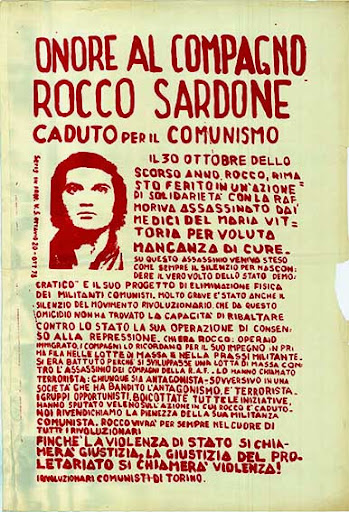 ONORE AL COMPAGNO
ROCCO SARDONE
CADUTO PER IL COMUNISMO
IL 30 OTTOBRE DELLO
SCORSO ANNO, ROCCO, RIMA
STO FERITO IN UN'AZIONE
DI SOLIDARIETÀ CON LA RAF,
MORIVA ASSASSINATO DAI
MEDICI DEL MARIA VIT-
TORIA PER VOLUTA
MANCANZA DI CURE.
SU QUESTO ASSASSINIO VENIVA STESO
COME SEMPRE IL SILENZIO PER NASCON:
DERE IL VERO VOLTO DELLO STATO DEMO:
CRATICO" E IL SUO PROGETTO DI ELIMINAZIONE FISICA
DEI MILITANTI COMUNISTI. MOLTO GRAVE E' STATO ANCHE IL
SILENZIO DEL MOVIMENTO RIVOLUZIONARIO, CHE DA QUESTO
OMICIDIO NON HA TROVATO LA CAPACITA' DI RIBALTARE
CONTRO LO STATO LA SUA OPERAZIONE DI CONSEN:
SO ALLA REPRESSIONE. CHI ERA ROCCO: OPERAIO
IMMIGRATO; I COMPAGNI LO RICORDANO PER IL SUO IMPEGNO IN PRI
MA FILA NELLE LOTTE DI MASSA E NELLA PRASSI MILITANTE.
SI ERA BATTUTO PERCHÉ SI SVILUPPASSE UNA LOTTA DI MASSA CON:
TRO L'ASSASSINIO DEI COMPAGNI DELLA R.A.F. LO HANNO CHIAMATO
TERRORISTA: CHIUNQUE SIA ANTAGONISTA-SOVVERSIVO IN UNA
SOCIETA' CHE HA BANDITO L'ANTAGONISMO, E' TERRORISTA.
I GRUPPI OPPORTUNISTI, BOICOTTATE TUTTE LE INIZIATIVE,
HANNO SPUTATO VELENO SULL'AZIONE IN CUI ROCCO E' CADUTO-
NOI RIVENDICHIAMO LA PIENEZZA DELLA SUA MILITANZA
COMUNISTA. ROCCO VIVRA' PER SEMPRE NEL CUORE DI
TUTTI I RIVOLUZIONARI
FINCHE' LA VIOLENZA DI STATO SI CHIA-
MERA' GIUSTIZIA, LA GIUSTIZIA DEL PRO-
LETARIATO SI CHIAMERA' VIOLENZA!
I RIVOLUZIONARI COMUNISTI DI TORINO.